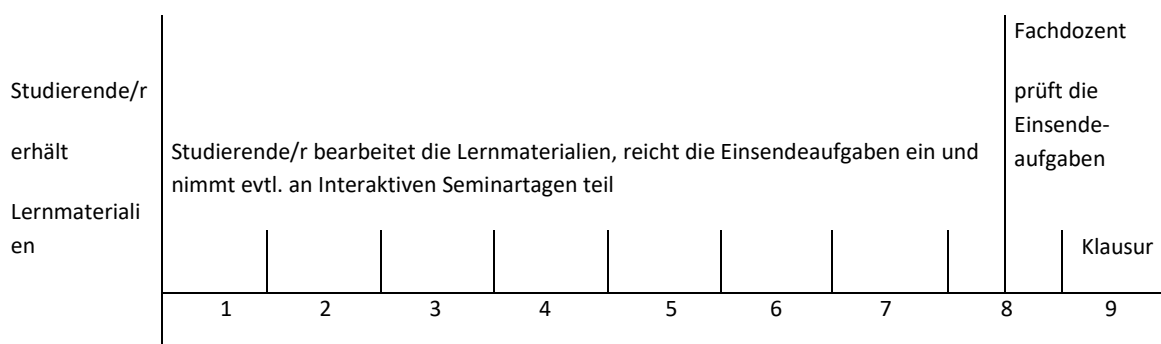 Studierende/r
erhält
Lernmateriali
en
Studierende/r bearbeitet die Lernmaterialien, reicht die Einsendeaufgaben ein und
nimmt evtl. an Interaktiven Seminartagen teil
Fachdozent
prüft die
Einsende-
aufgaben
Klausur
1 2 3 4 5 6 7 8 9